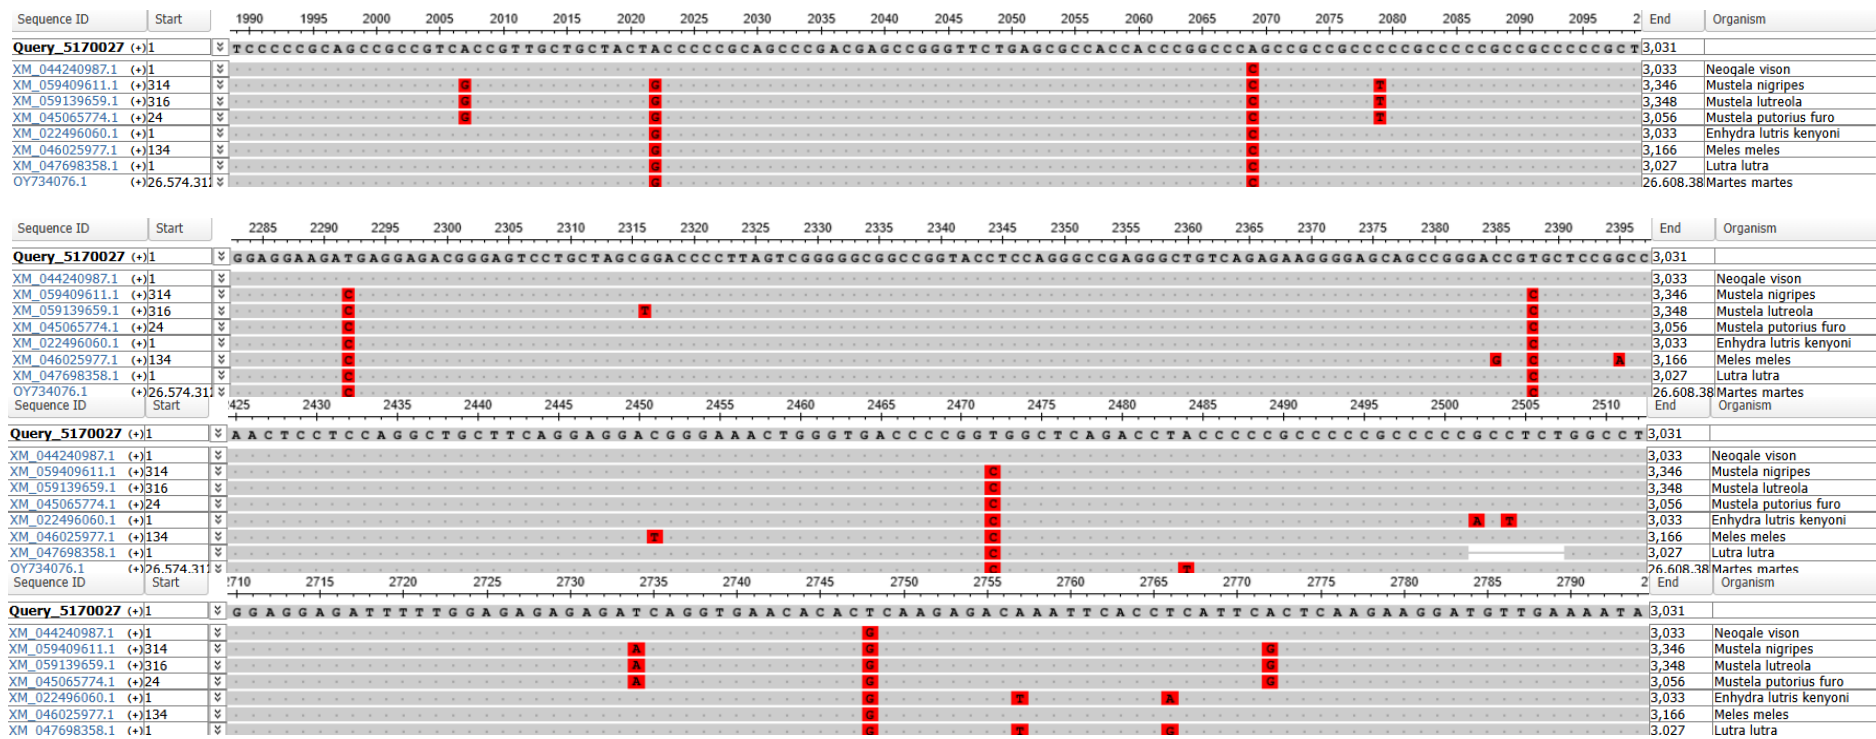 Sequence ID Start 1990 1995 2000 2005 2010 2015 2020 2025 2030 2035 2040 2045 2050 2055 2060 2065 2070 2075 2080 2085 2090 2095 2 End Organism
Query_5170027 (+)1 TCCCCCGCAGCCGCCGTCACCGTTGCTGCTACTACCCCCGCAGCCCGACGAGCCGGGTTCTGAGCGCCACCACCCGGCCCAGCCGCCGCCCCCGCCCCCGCCGCCCCCGCT 3,031
XM_044240987.1 (+)1 C 3,033 Neogale vison
XM_059409611.1 (+)314 G G C T 3,346 Mustela nigripes
XM_059139659.1 (+)316 G G C T 3,348 Mustela lutreola
XM_045065774.1 (+)24 G G C T 3,056 Mustela putorius furo
XM_022496060.1 (+)1 G C 3,033 Enhydra lutris kenyoni
XM_046025977.1 (+)134 G C 3,166 Meles meles
XM_047698358.1 (+)1 G C 3,027 Lutra lutra
OY734076.1 (+)26.574.31 G C 26.608.38 Martes martes
Sequence ID Start 2285 2290 2295 2300 2305 2310 2315 2320 2325 2330 2335 2340 2345 2350 2355 2360 2365 2370 2375 2380 2385 2390 2395 End Organism
Query_5170027 (+)1 GGAGGAAGATGAGGAGACGGGAGTCCTGCTAGCGGACCCCTTAGTCGGGGGCGGCCGGTACCTCCAGGGCCGAGGGCTGTCAGAGAAGGGGAGCAGCCGGGACCGTGCTCCGGCC 3,031
XM_044240987.1 (+)1 3,033 Neogale vison
XM_059409611.1 (+)314 C C 3,346 Mustela nigripes
XM_059139659.1 (+)316 C T C 3,348 Mustela lutreola
XM_045065774.1 (+)24 C C 3,056 Mustela putorius furo
XM_022496060.1 (+)1 C C 3,033 Enhydra lutris kenyoni
XM_046025977.1 (+)134 C G C A 3,166 Meles meles
XM_047698358.1 (+)1 C C 3,027 Lutra lutra
OY734076.1 (+)26.574.31 C C 26.608.38 Martes martes
Sequence ID Start 2425 2430 2435 2440 2445 2450 2455 2460 2465 2470 2475 2480 2485 2490 2495 2500 2505 2510 End Organism
Query_5170027 (+)1 AACTCCTCCAGGCTGCTTCAGGAGGACGGGAAACTGGGTGACCCCGGTGGCTCAGACCTACCCCCGCCCCCGCCCCCGCCTCTGGCCT 3,031
XM_044240987.1 (+)1 3,033 Neogale vison
XM_059409611.1 (+)314 C 3,346 Mustela nigripes
XM_059139659.1 (+)316 C 3,348 Mustela lutreola
XM_045065774.1 (+)24 C 3,056 Mustela putorius furo
XM_022496060.1 (+)1 C A T 3,033 Enhydra lutris kenyoni
XM_046025977.1 (+)134 T C 3,166 Meles meles
XM_047698358.1 (+)1 C 3,027 Lutra lutra
OY734076.1 (+)26.574.31 C T 26.608.38 Martes martes
Sequence ID Start 2710 2715 2720 2725 2730 2735 2740 2745 2750 2755 2760 2765 2770 2775 2780 2785 2790 2 End Organism
Query_5170027 (+)1 GGAGGAGATTTTTGGAGAGAGAGATCAGGTGAACACACTCAAGAGACAAATTCACCTCATTCACTCAAGAAGGATGTTGAAAATA 3,031
XM_044240987.1 (+)1 G 3,033 Neogale vison
XM_059409611.1 (+)314 A G G 3,346 Mustela nigripes
XM_059139659.1 (+)316 A G G 3,348 Mustela lutreola
XM_045065774.1 (+)24 A G G 3,056 Mustela putorius furo
XM_022496060.1 (+)1 G T A 3,033 Enhydra lutris kenyoni
XM_046025977.1 (+)134 G 3,166 Meles meles
XM_047698358.1 (+)1 G T G 3,027 Lutra lutra